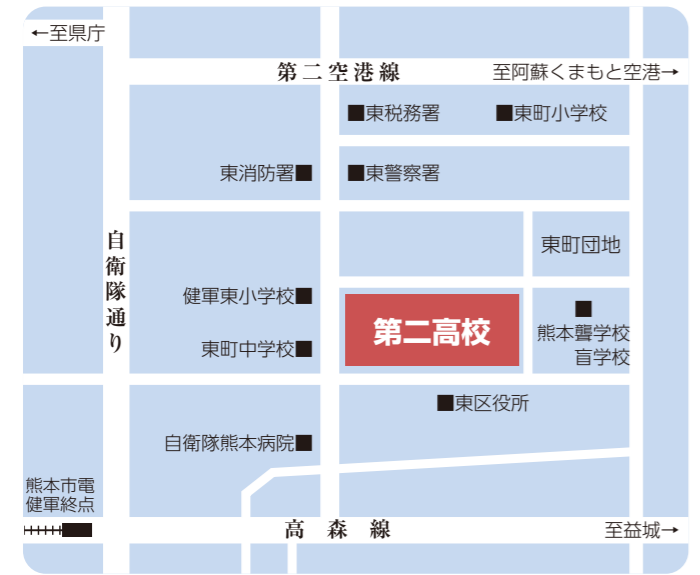 ←至県庁
第二空港線
至阿蘇くまもと空港→
■東税務署
■東町小学校
東消防署■
■東警察署
自衛隊通り
東町団地
健軍東小学校■
第二高校
■
熊本聾学校
盲学校
東町中学校■
■東区役所
自衛隊熊本病院■
熊本市電
健軍終点
高森線
至益城→